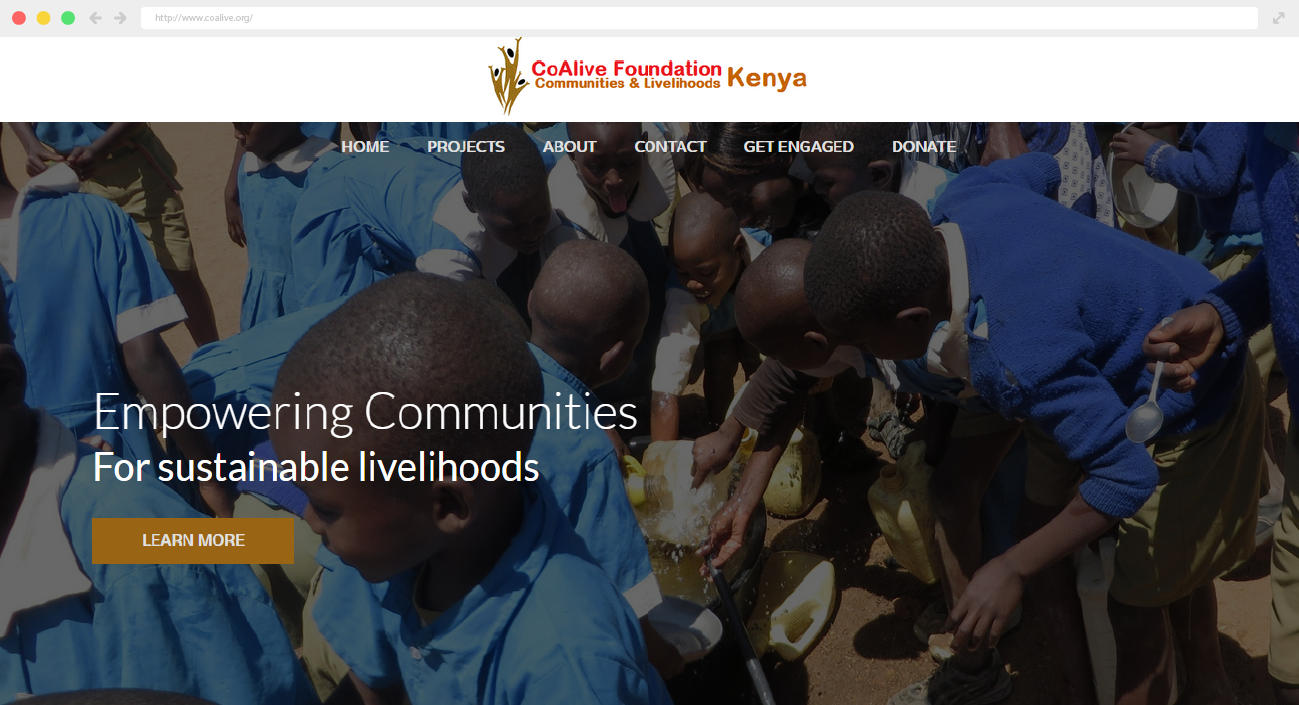 http://www.coalive.org/
CoAlive Foundation
Communities & Livelihoods
Kenya
HOME PROJECTS ABOUT CONTACT GET ENGAGED DONATE
Empowering Communities
For sustainable livelihoods
LEARN MORE